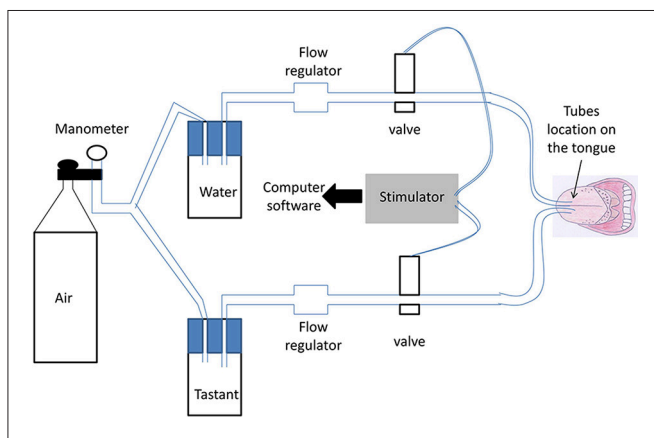 Flow
regulator
valve
Tubes
location on
the tongue
Manometer
Water
Computer
software
Stimulator
Air
Flow
regulator
valve
Tastant